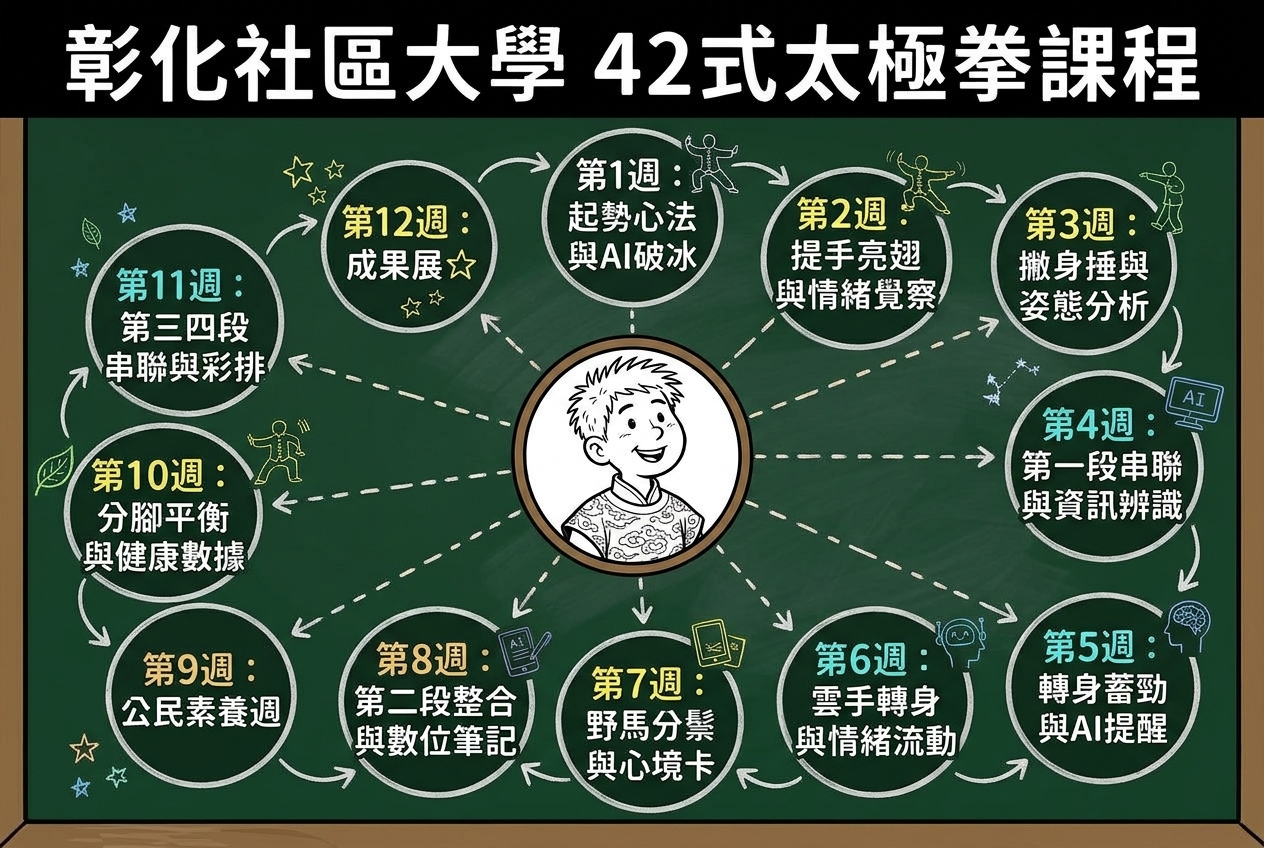 彰化社區大學 42式太極拳課程
第1週：
起勢心法
與AI破冰
第2週：
提手亮翅
與情緒覺察
第3週：
撇身捶與
姿態分析
第4週：
第一段串聯
與資訊辨識
AI
第5週：
轉身蓄勁
與AI提醒
第6週：
雲手轉身
與情緒流動
第7週：
野馬分鬃
與心境卡
第8週：
第二段整合
與數位筆記
AI
第9週：
公民素養週
第10週：
分腳平衡
與健康數據
第11週：
第三四段
串聯與彩排
第12週：
成果展